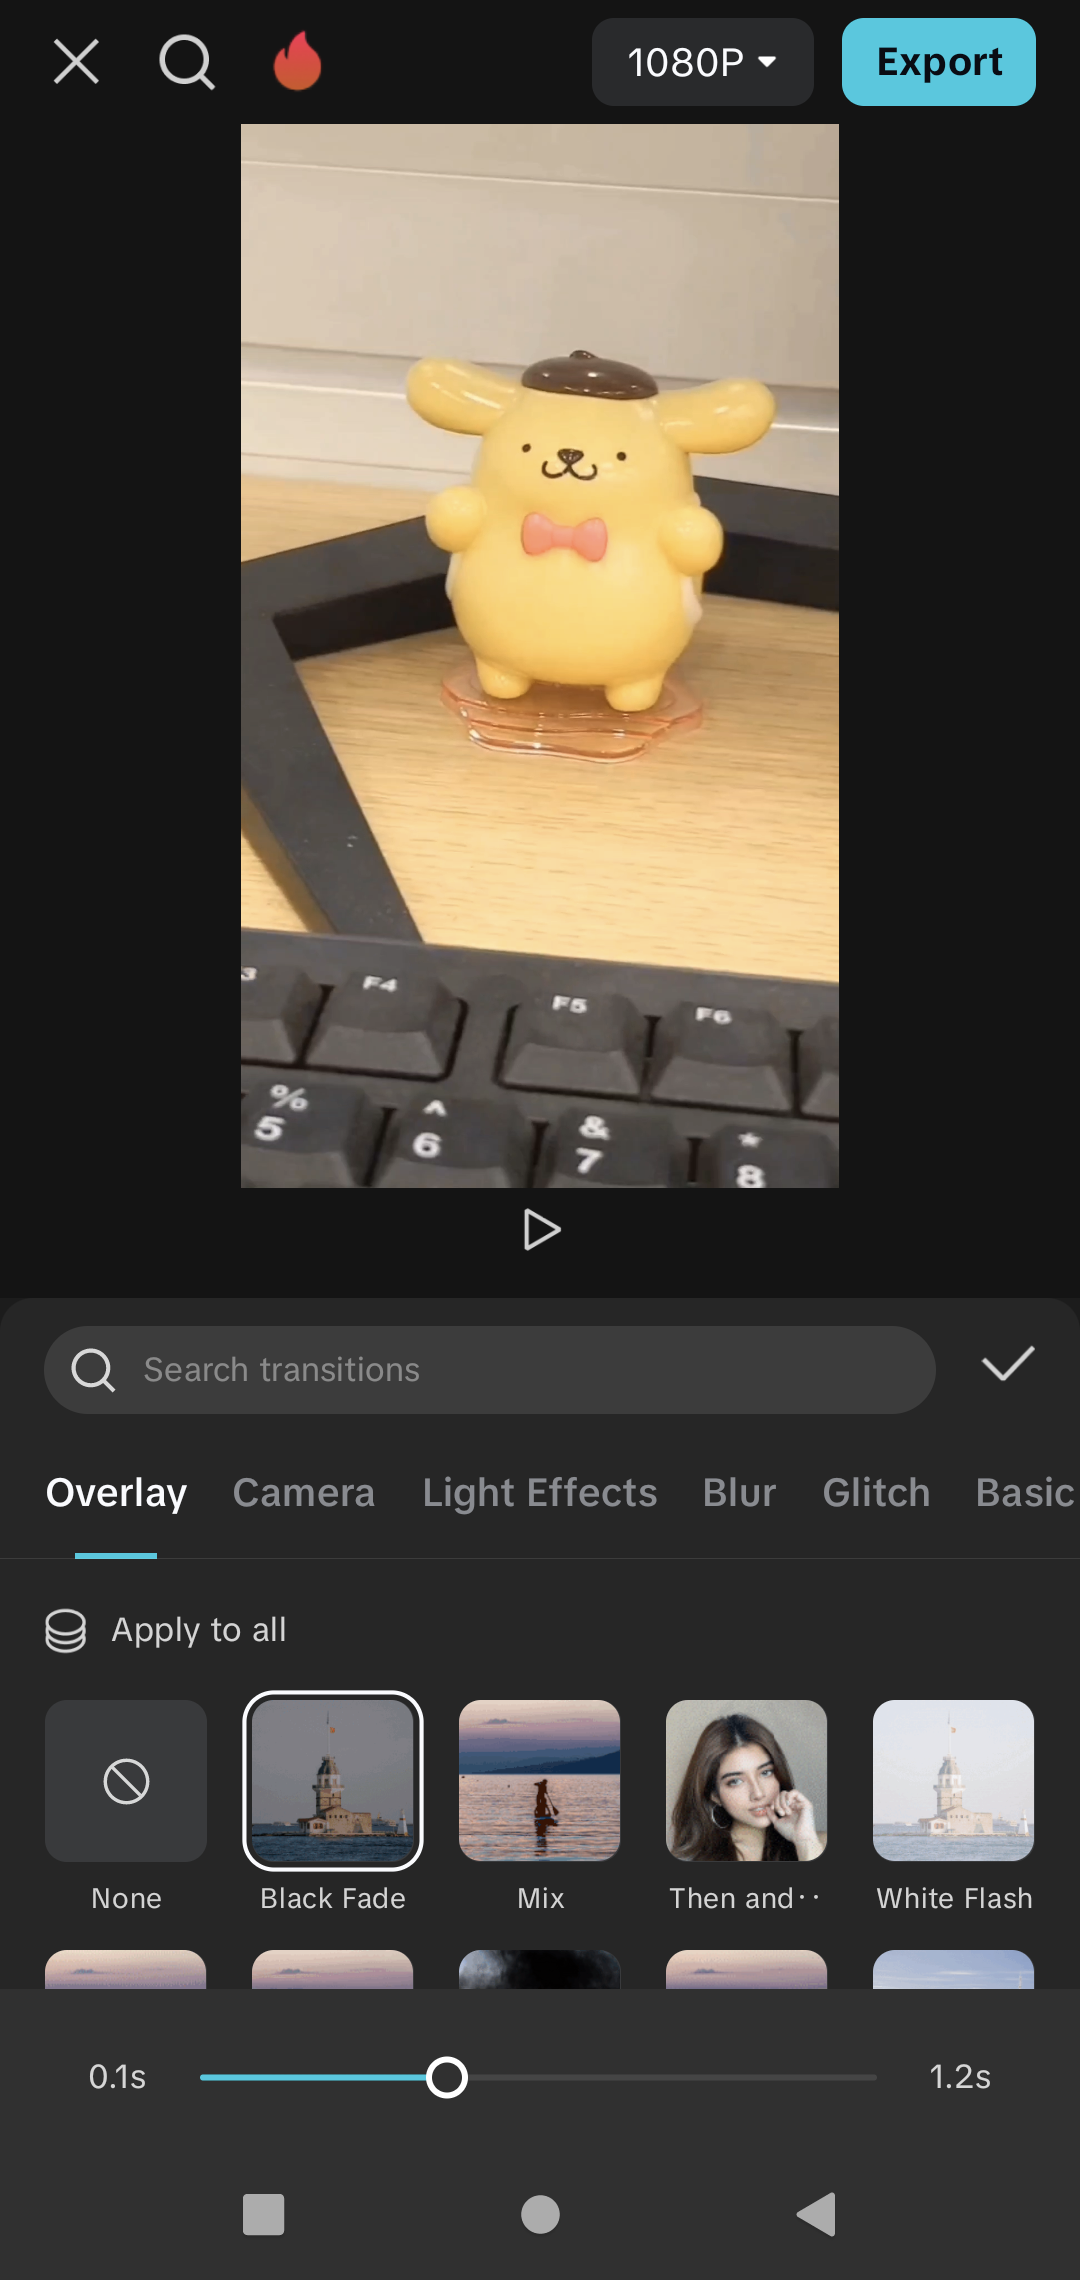 1080P
Export
3
F4
F5
F6
%
5
^
6
&
7
*
8
Search transitions
Overlay Camera Light Effects Blur Glitch Basic
Apply to all
None Black Fade Mix Then and·· White Flash
0.1s 1.2s